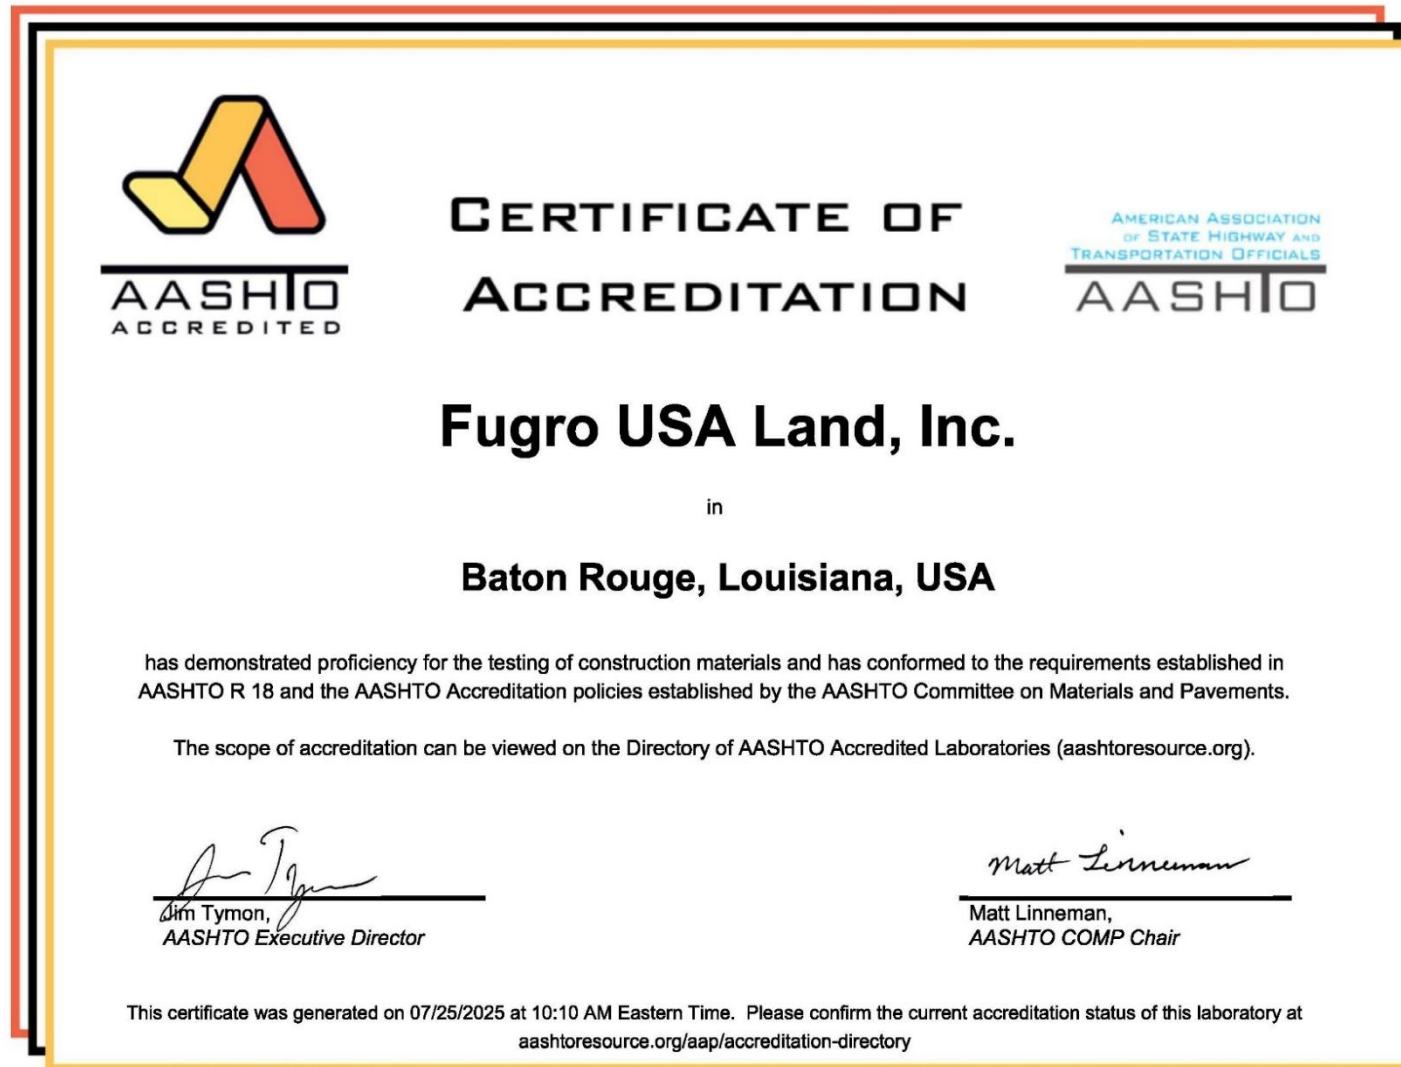 AASHTO
ACCREDITED
CERTIFICATE OF
ACCREDITATION
AMERICAN ASSOCIATION
OF STATE HIGHWAY AND
TRANSPORTATION OFFICIALS
AASHTO
Fugro USA Land, Inc.
in
Baton Rouge, Louisiana, USA
has demonstrated proficiency for the testing of construction materials and has conformed to the requirements established in
AASHTO R 18 and the AASHTO Accreditation policies established by the AASHTO Committee on Materials and Pavements.
The scope of accreditation can be viewed on the Directory of AASHTO Accredited Laboratories (aashtoresource.org).
Jim Tymon,
AASHTO Executive Director
Matt Linneman
Matt Linneman,
AASHTO COMP Chair
This certificate was generated on 07/25/2025 at 10:10 AM Eastern Time. Please confirm the current accreditation status of this laboratory at
aashtoresource.org/aap/accreditation-directory